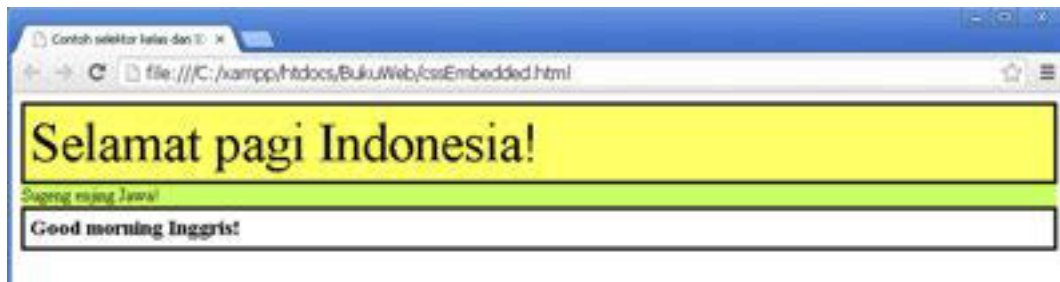 Contoh selektor kelas dan I
file:///C:/xampp/htdocs/BukuWeb/cssEmbedded.html
Selamat pagi Indonesia!
Sugeng enjing Jawa!
Good morning Inggris!